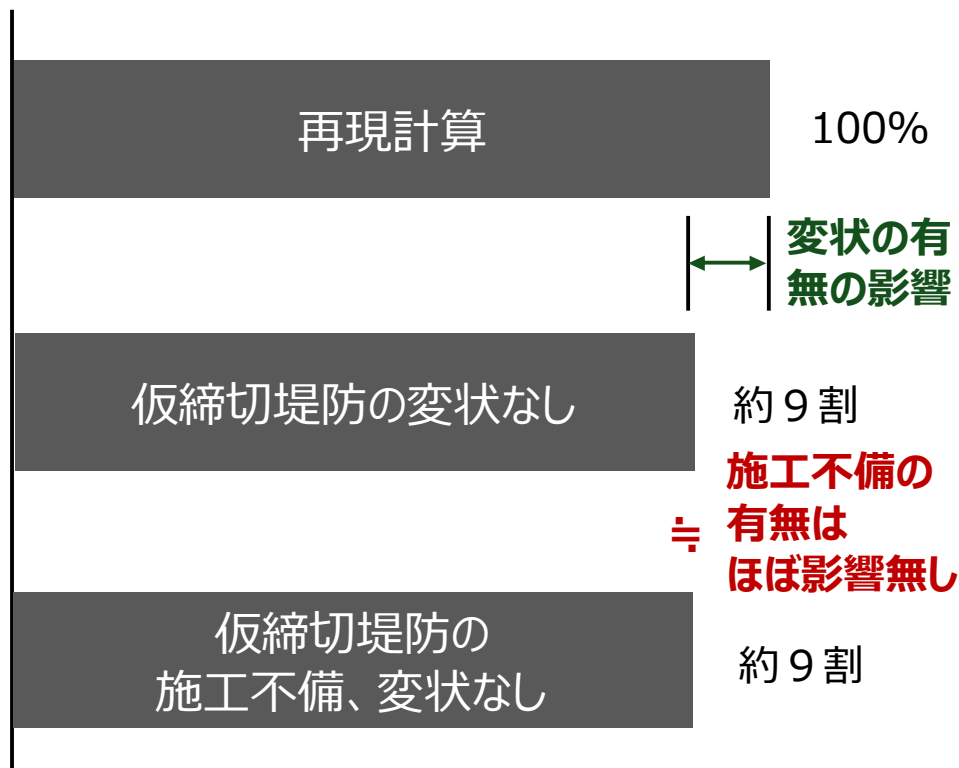 再現計算
100%
変状の有
無の影響
仮締切堤防の変状なし
約９割
施工不備の
≒ 有無は
ほぼ影響無し
仮締切堤防の
施工不備、変状なし
約９割